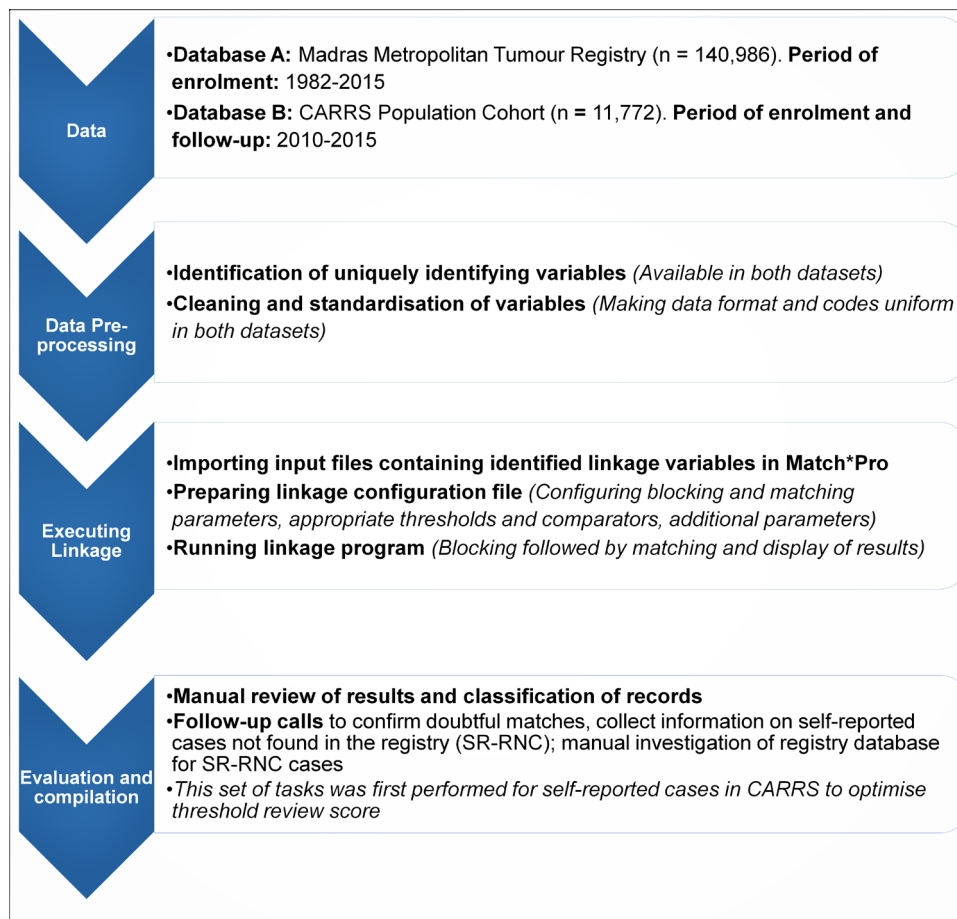 Data
•Database A: Madras Metropolitan Tumour Registry (n = 140,986). Period of
enrolment: 1982-2015
•Database B: CARRS Population Cohort (n = 11,772). Period of enrolment and
follow-up: 2010-2015
Data Pre-
processing
•Identification of uniquely identifying variables (Available in both datasets)
•Cleaning and standardisation of variables (Making data format and codes uniform
in both datasets)
Executing
Linkage
•Importing input files containing identified linkage variables in Match*Pro
•Preparing linkage configuration file (Configuring blocking and matching
parameters, appropriate thresholds and comparators, additional parameters)
•Running linkage program (Blocking followed by matching and display of results)
Evaluation and
compilation
•Manual review of results and classification of records
•Follow-up calls to confirm doubtful matches, collect information on self-reported
cases not found in the registry (SR-RNC); manual investigation of registry database
for SR-RNC cases
•This set of tasks was first performed for self-reported cases in CARRS to optimise
threshold review score